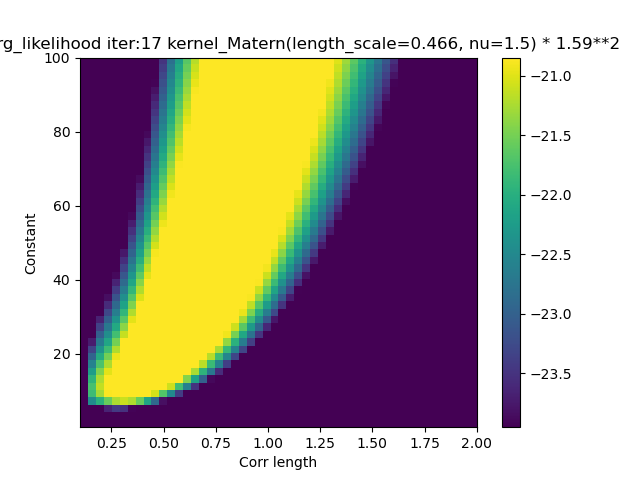 rg_likelihood iter:17 kernel_Matern(length_scale=0.466, nu=1.5) * 1.59**2
100
80
60
40
20
Constant
0.25 0.50 0.75 1.00 1.25 1.50 1.75 2.00
Corr length
−21.0
−21.5
−22.0
−22.5
−23.0
−23.5